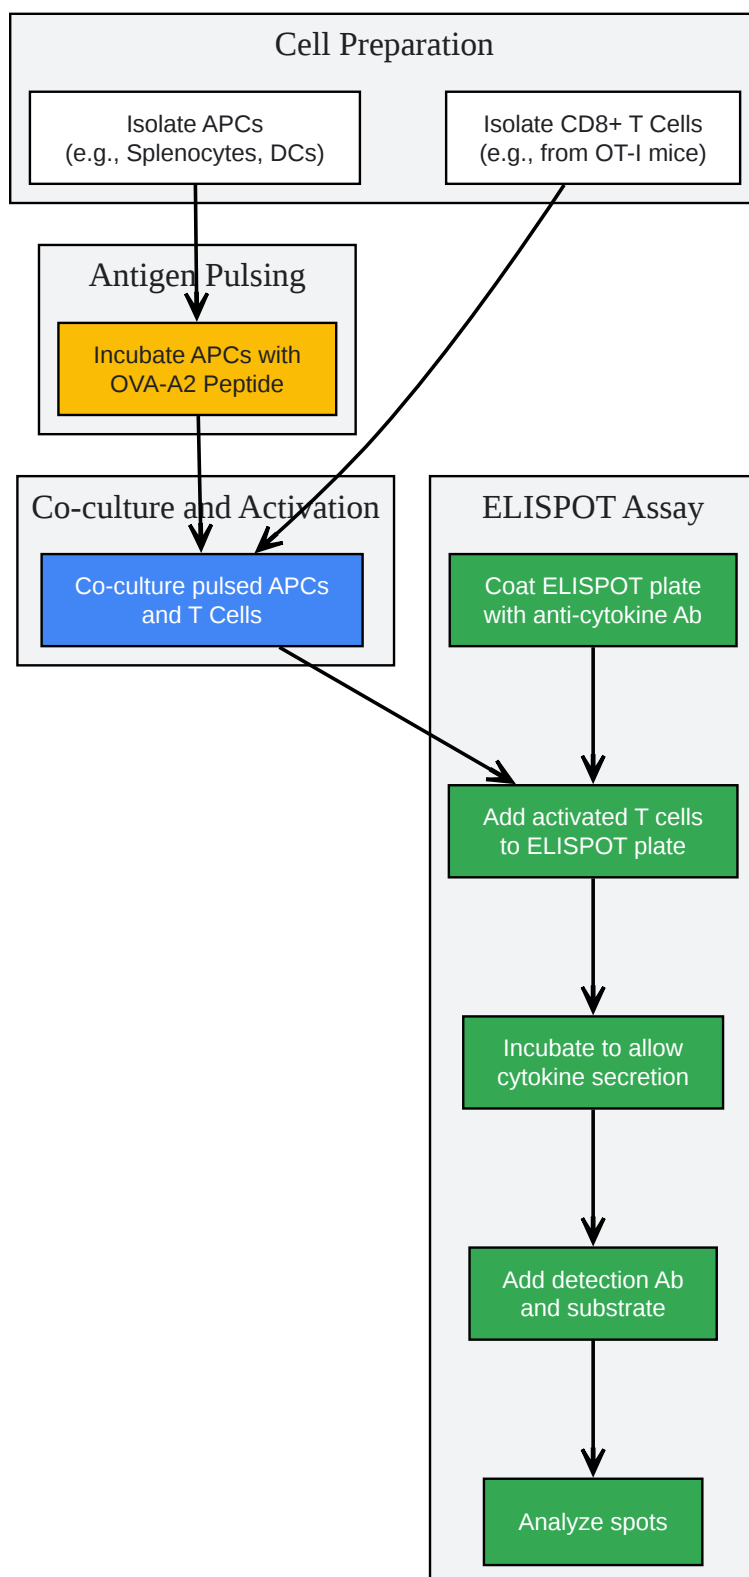 Cell Preparation
Isolate APCs
(e.g., Splenocytes, DCs)
Isolate CD8+ T Cells
(e.g., from OT-I mice)
Antigen Pulsing
Incubate APCs with
OVA-A2 Peptide
Co-culture and Activation
Co-culture pulsed APCs
and T Cells
ELISPOT Assay
Coat ELISPOT plate
with anti-cytokine Ab
Add activated T cells
to ELISPOT plate
Incubate to allow
cytokine secretion
Add detection Ab
and substrate
Analyze spots